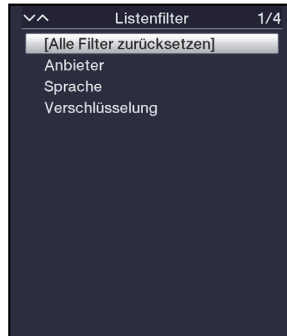 Listenfilter 1/4
[Alle Filter zurücksetzen]
Anbieter
Sprache
Verschlüsselung